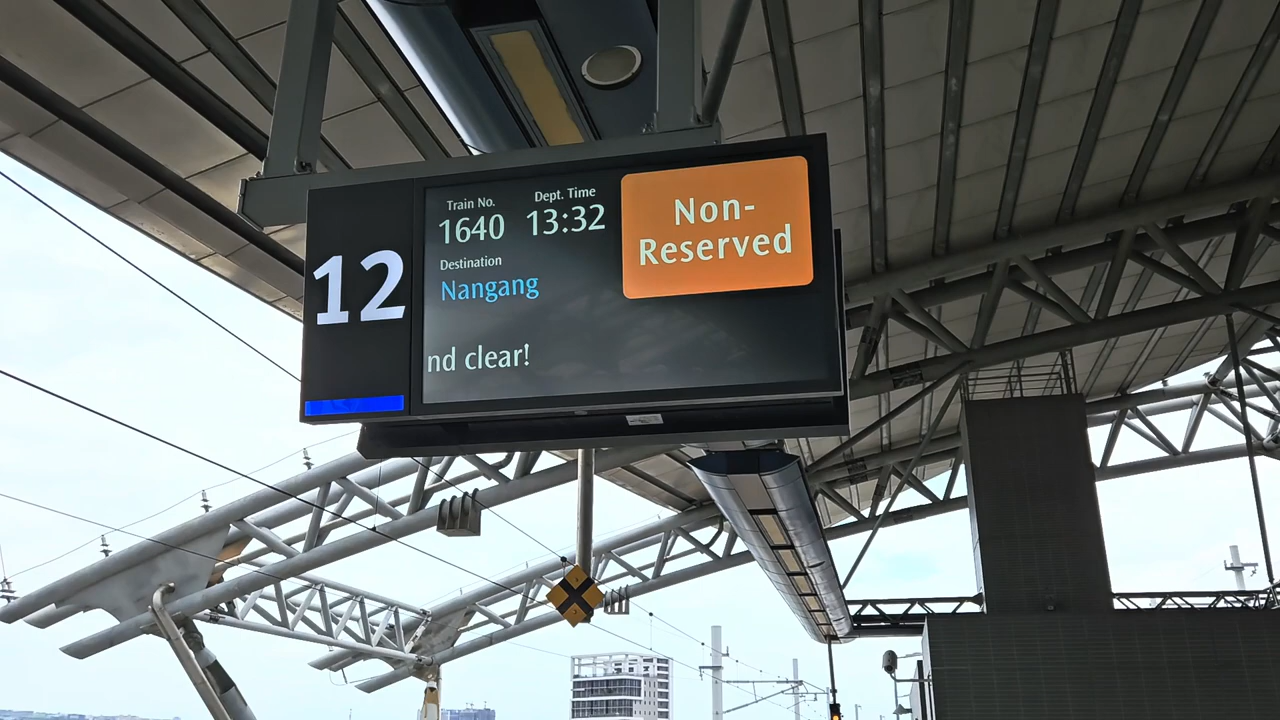 12
Train No.
1640
Dept. Time
13:32
Non-
Reserved
Destination
Nangang
nd clear!